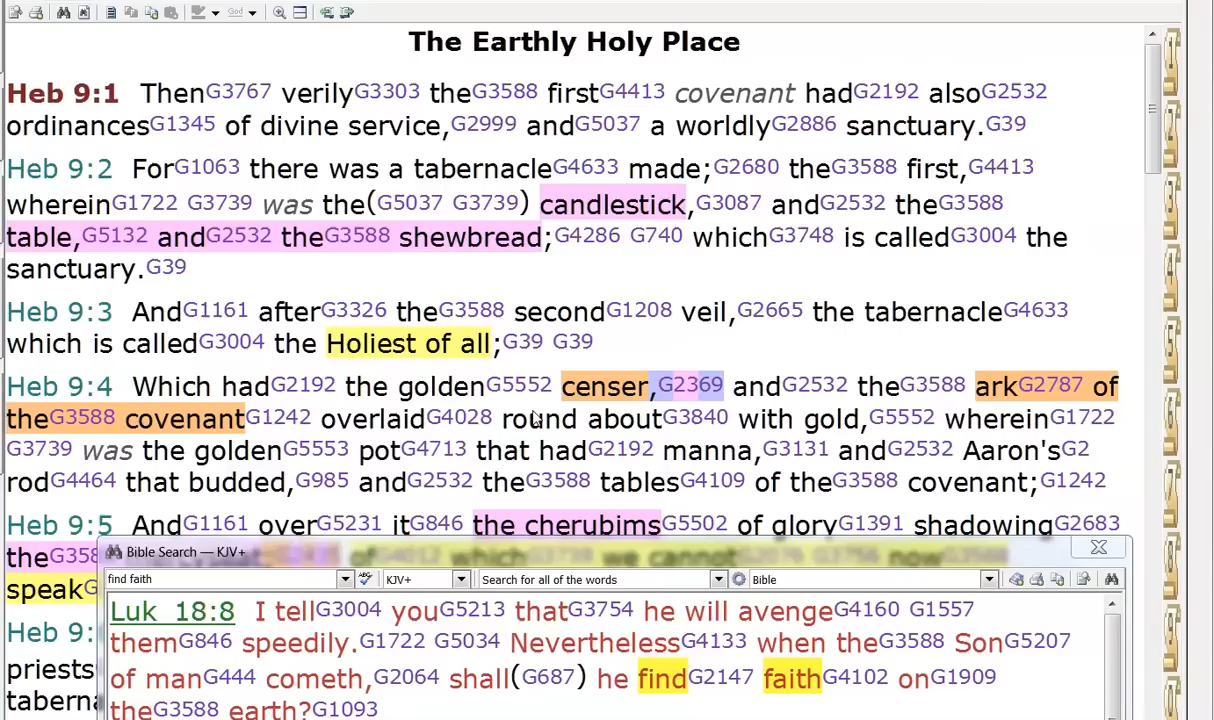 The Earthly Holy Place
Heb 9:1 ThenG3767 verilyG3303 theG3588 firstG4413 covenant hadG2192 alsoG2532
ordinancesG1345 of divine service,G2999 andG5037 a worldlyG2886 sanctuary.G39
Heb 9:2 ForG1063 there was a tabernacleG4633 made;G2680 theG3588 first,G4413
whereinG1722 G3739 was the(G5037 G3739) candlestick,G3087 andG2532 theG3588
table,G5132 andG2532 theG3588 shewbread;G4286 G740 whichG3748 is calledG3004 the
sanctuary.G39
Heb 9:3 AndG1161 afterG3326 theG3588 secondG1208 veil,G2665 the tabernacleG4633
which is calledG3004 the Holiest of all;G39 G39
Heb 9:4 Which hadG2192 the goldenG5552 censer,G2369 andG2532 theG3588 arkG2787 of
theG3588 covenantG1242 overlaidG4028 round aboutG3840 with gold,G5552 whereinG1722
G3739 was the goldenG5553 potG4713 that hadG2192 manna,G3131 andG2532 Aaron'sG2
rodG4464 that budded,G985 andG2532 theG3588 tablesG4109 of theG3588 covenant;G1242
Heb 9:5 AndG1161 overG5231 itG846 the cherubimsG5502 of gloryG1391 shadowingG2683
theG358
speakG
Heb 9:
priests
taberna
Bible Search — KJV+
we cannot now
find faith KJV+ Search for all of the words Bible
Luk 18:8 I tellG3004 youG5213 thatG3754 he will avengeG4160 G1557
themG846 speedily.G1722 G5034 NeverthelessG4133 when theG3588 SonG5207
of manG444 cometh,G2064 shall(G687) he findG2147 faithG4102 onG1909
theG3588 earth?G1093